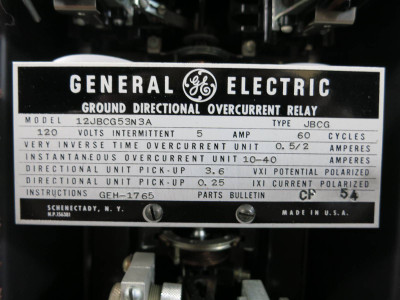 GENERAL GE ELECTRIC
GROUND DIRECTIONAL OVERCURRENT RELAY
MODEL 12JBCG53N3A TYPE JBCG
120 VOLTS INTERMITTENT 5 AMP 60 CYCLES
VERY INVERSE TIME OVERCURRENT UNIT 0.5/2 AMPERES
INSTANTANEOUS OVERCURRENT UNIT 10-40 AMPERES
DIRECTIONAL UNIT PICK-UP 3.6 VXI POTENTIAL POLARIZED
DIRECTIONAL UNIT PICK-UP 0.25 IXI CURRENT POLARIZED
INSTRUCTIONS GEH-1765 PARTS BULLETIN CF 54
SCHENECTADY, N.Y. MADE IN U.S.A.
N.P.